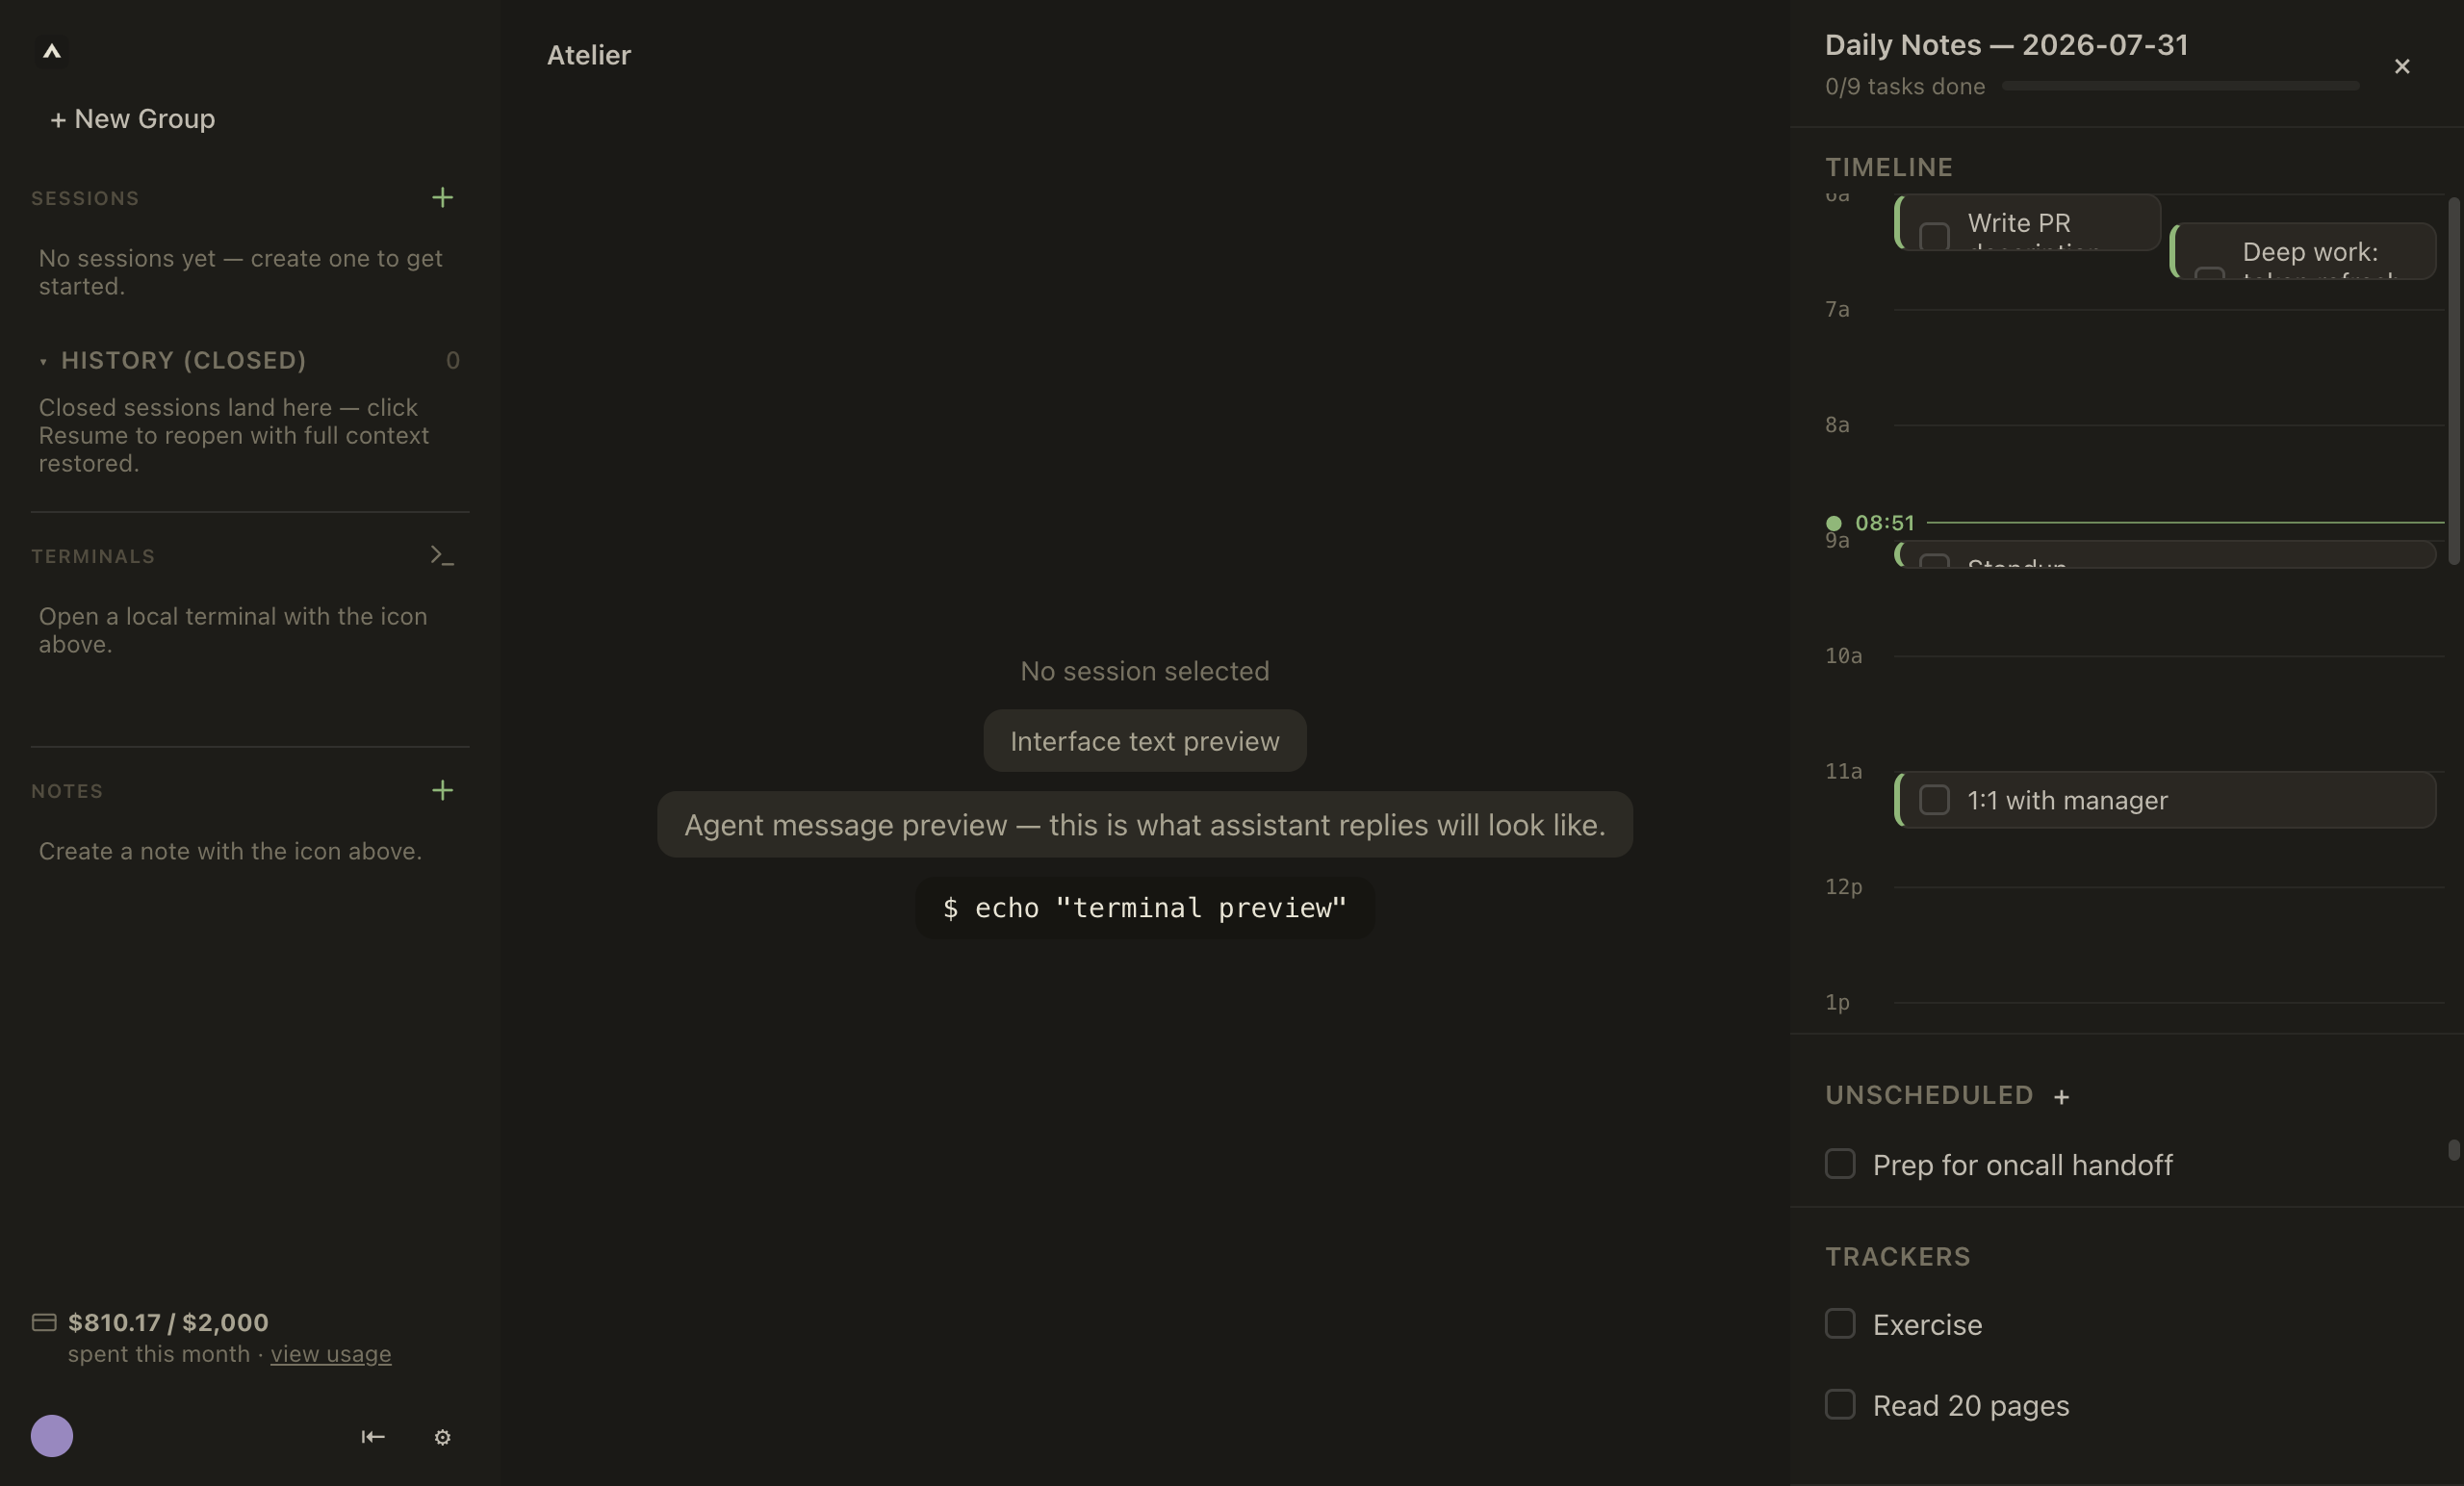 + New Group
SESSIONS
No sessions yet — create one to get
started.
HISTORY (CLOSED) 0
Closed sessions land here — click
Resume to reopen with full context
restored.
TERMINALS
Open a local terminal with the icon
above.
NOTES
Create a note with the icon above.
$810.17 / $2,000
spent this month · view usage
Atelier
No session selected
Interface text preview
Agent message preview — this is what assistant replies will look like.
$ echo "terminal preview"
Daily Notes — 2026-07-31
0/9 tasks done
TIMELINE
6a
Write PR
Deep work:
7a
8a
08:51
9a
Standup
10a
11a
1:1 with manager
12p
1p
UNSCHEDULED +
Prep for oncall handoff
TRACKERS
Exercise
Read 20 pages